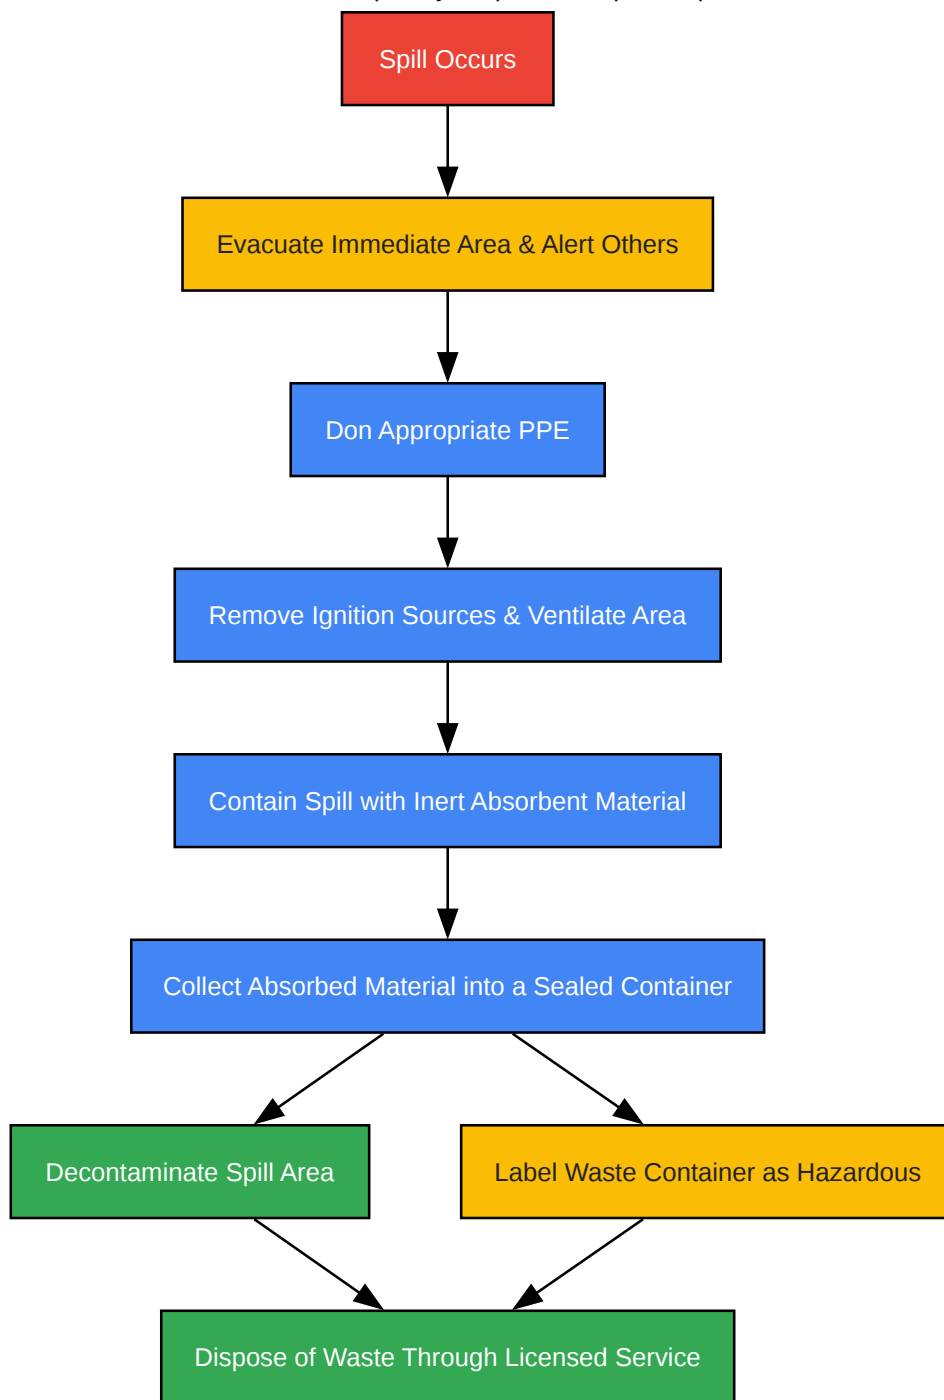 Spill Occurs
Evacuate Immediate Area & Alert Others
Don Appropriate PPE
Remove Ignition Sources & Ventilate Area
Contain Spill with Inert Absorbent Material
Collect Absorbed Material into a Sealed Container
Decontaminate Spill Area
Label Waste Container as Hazardous
Dispose of Waste Through Licensed Service